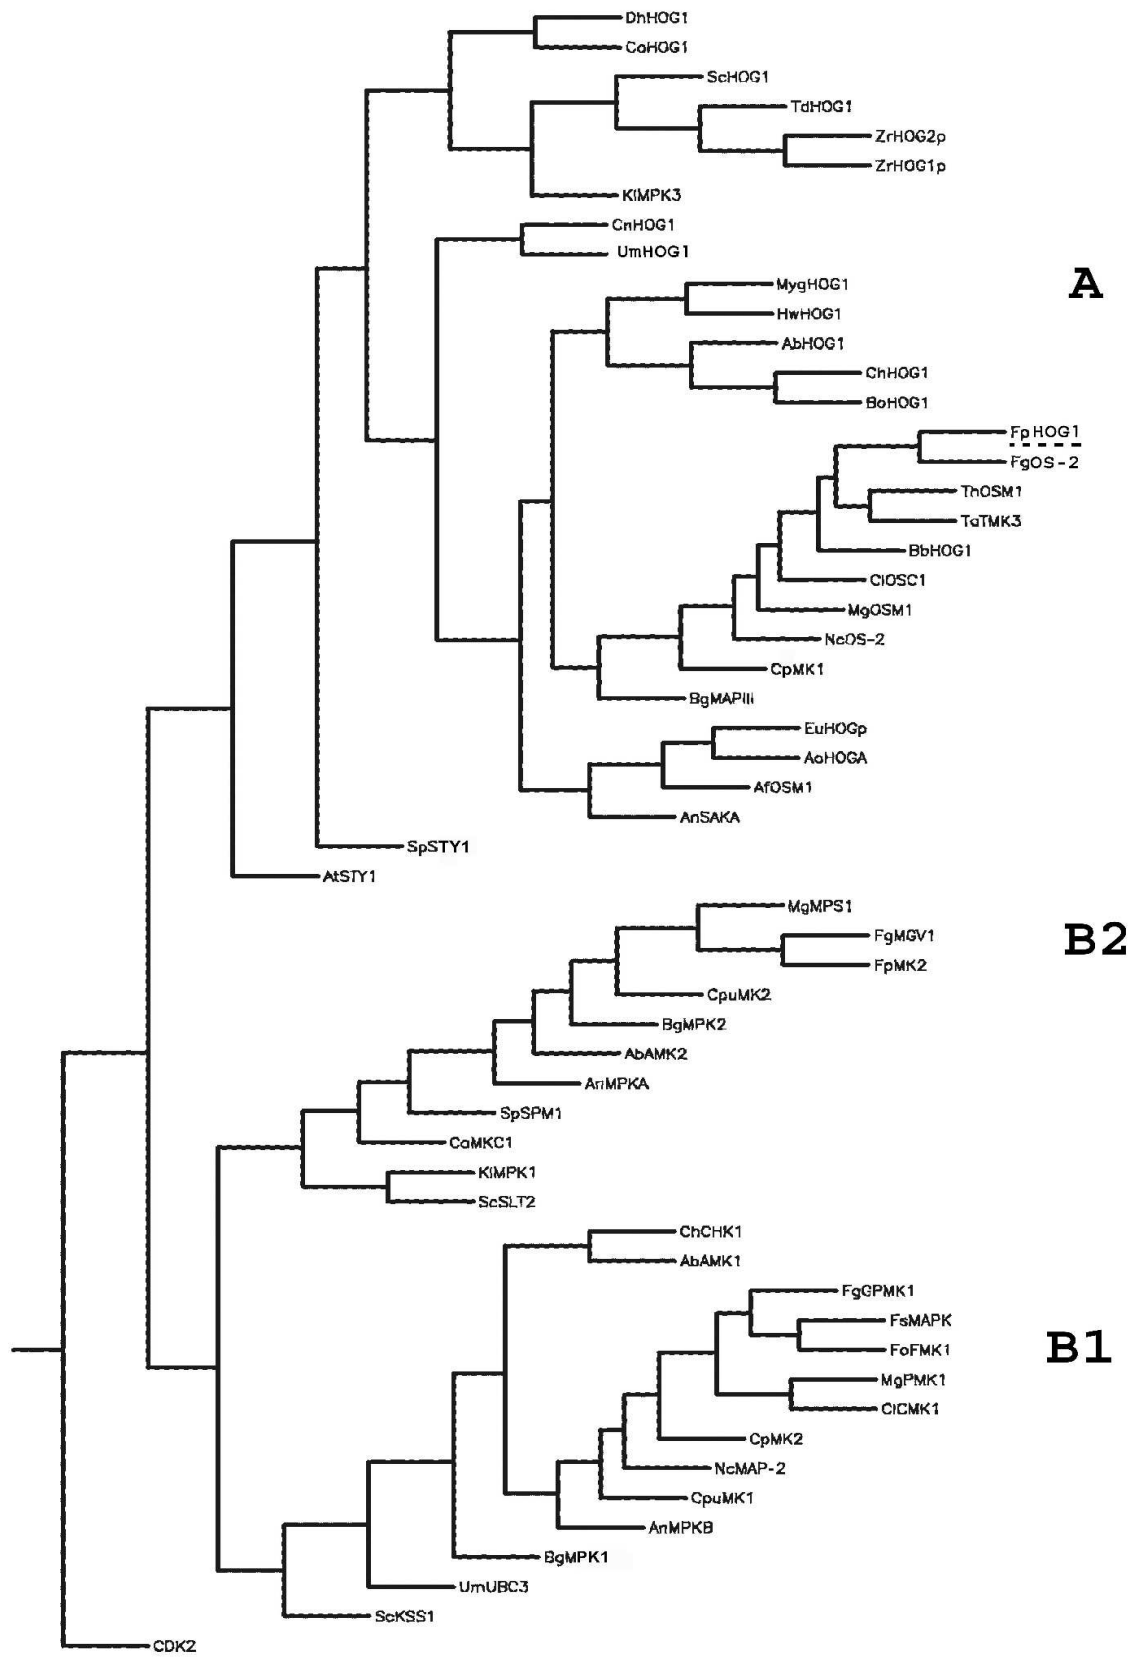 DhHOG1
CaHOG1
ScHOG1
TdHOG1
ZrHOG2p
ZrHOG1p
KlMPK3
CnHOG1
UmHOG1
MygHOG1
A
HwHOG1
AbHOG1
ChHOG1
BoHOG1
FpHOG1
FgOS-2
ThOSM1
TaTMK3
BbHOG1
ClOSC1
MgOSM1
NcOS-2
CpMK1
BgMAPIII
EuHOGp
AoHOGA
AfOSM1
AnSAKA
SpSTY1
AtSTY1
MgMPS1
FgMGV1
B2
FpMK2
CpuMK2
BgMPK2
AbAMK2
AnMPKA
SpSPM1
CaMKC1
KlMPK1
ScSLT2
ChCHK1
AbAMK1
FgGPMK1
FsMAPK
FoFMK1
B1
MgPMK1
ClCMK1
CpMK2
NcMAP-2
CpuMK1
AnMPKB
BgMPK1
UmUBC3
ScKSS1
CDK2